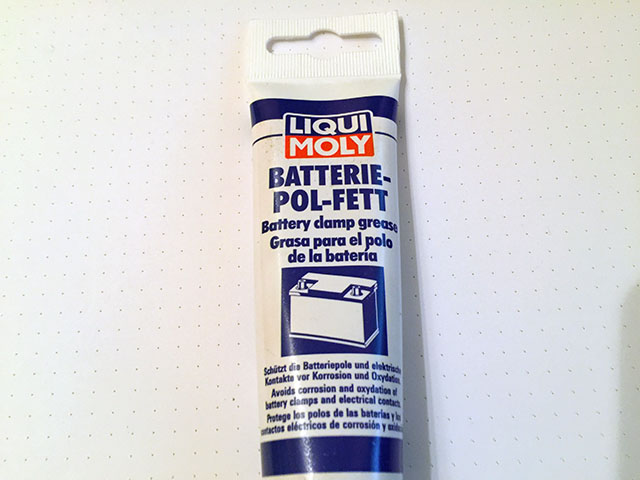 LIQUI
MOLY
BATTERIE-
POL-FETT
Battery clamp grease
Grasa para el polo
de la batería
Schützt die Batteriepole und elektrische
Kontakte vor Korrosion und Oxydation.
Avoids corrosion and oxydation of
battery clamps and electrical contacts.
Protege los polos de las baterias y los
contactos eléctricos de corrosión y